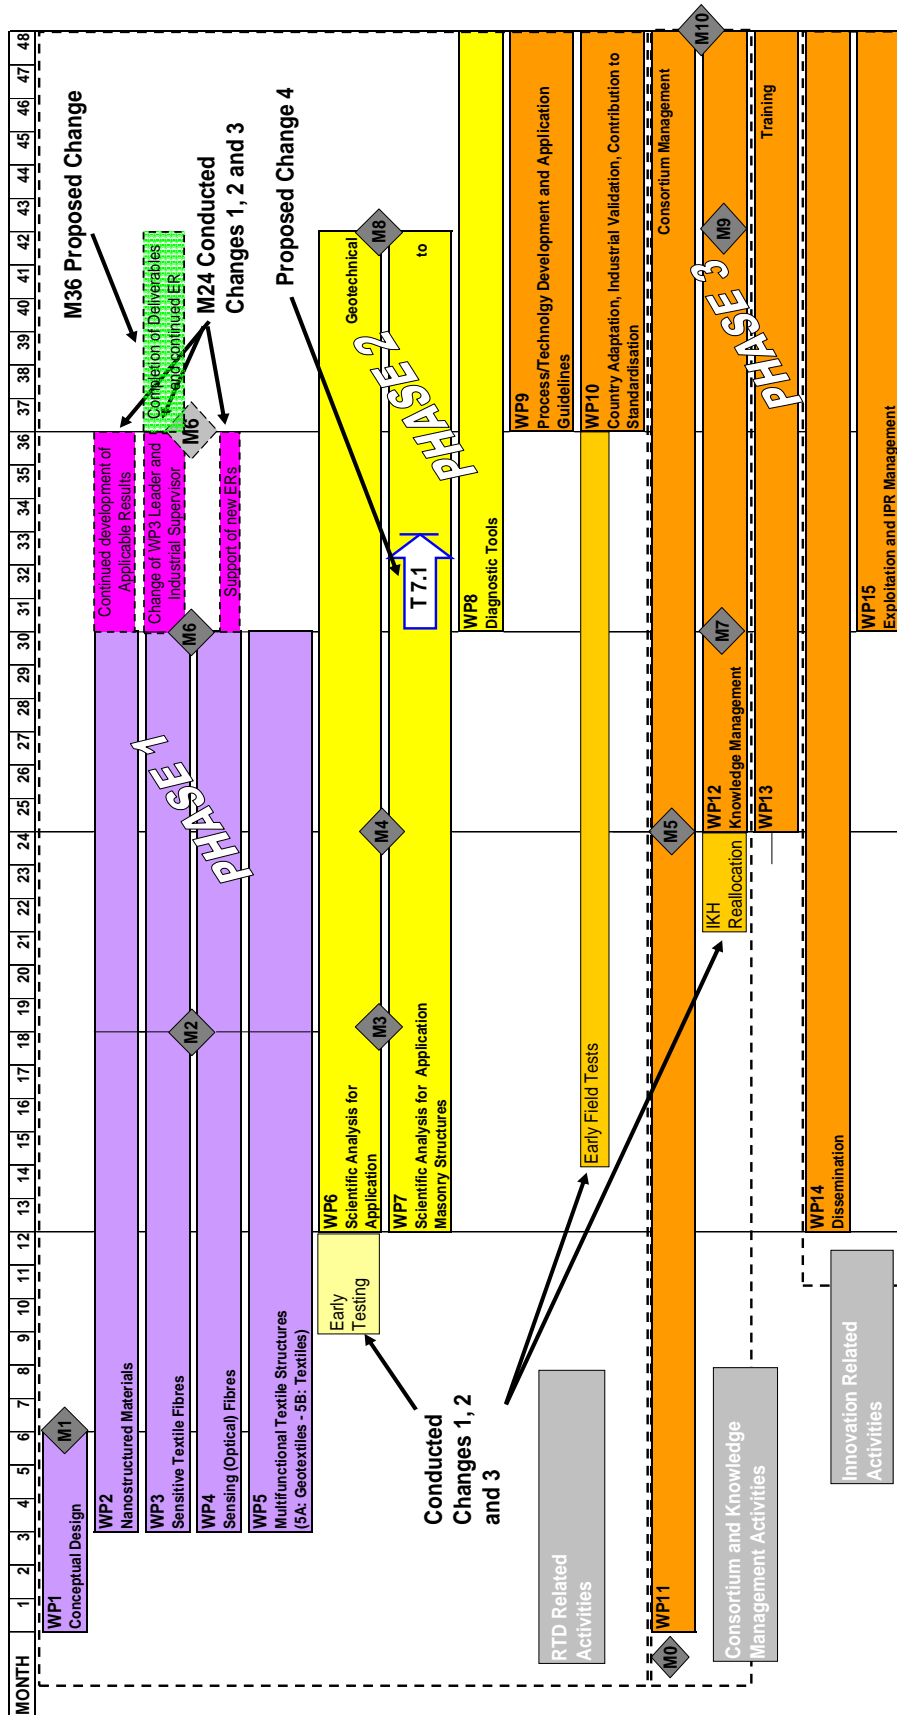 MONTH 1 2 3 4 5 6 7 8 9 10 11 12 13 14 15 16 17 18 19 20 21 22 23 24 25 26 27 28 29 30 31 32 33 34 35 36 37 38 39 40 41 42 43 44 45 46 47 48
WP1
Conceptual Design
M1
M36 Proposed Change
WP2
Nanostructured Materials
Continued development of
Applicable Results
WP3
Sensitive Textile Fibres
Change of WP3 Leader and
Industrial Supervisor
Completion of Deliverables
and continued ER
M2
M6
M6
M24 Conducted
Changes 1, 2 and 3
WP4
Sensing (Optical) Fibres
Support of new ERs
PHASE 1
WP5
Multifunctional Textile Structures
(5A: Geotextiles - 5B: Textiles)
Proposed Change 4
Early
Testing
WP6
Scientific Analysis for
Application
Geotechnical
M3
M4
M8
WP7
Scientific Analysis for Application
to
Masonry Structures
T 7.1
PHASE 2
Conducted
Changes 1, 2
and 3
WP8
Diagnostic Tools
WP9
Process/Technolgy Development and Application
Guidelines
RTD Related
Activities
Early Field Tests
WP10
Country Adaptation, Industrial Validation, Contribution to
Standardisation
M0
WP11
Consortium Management
M5
M10
Consortium and Knowledge
Management Activities
IKH
Reallocation
WP12
Knowledge Management
M7
M9
PHASE 3
WP13
Training
WP14
Dissemination
Innovation Related
Activities
WP15
Exploitation and IPR Management